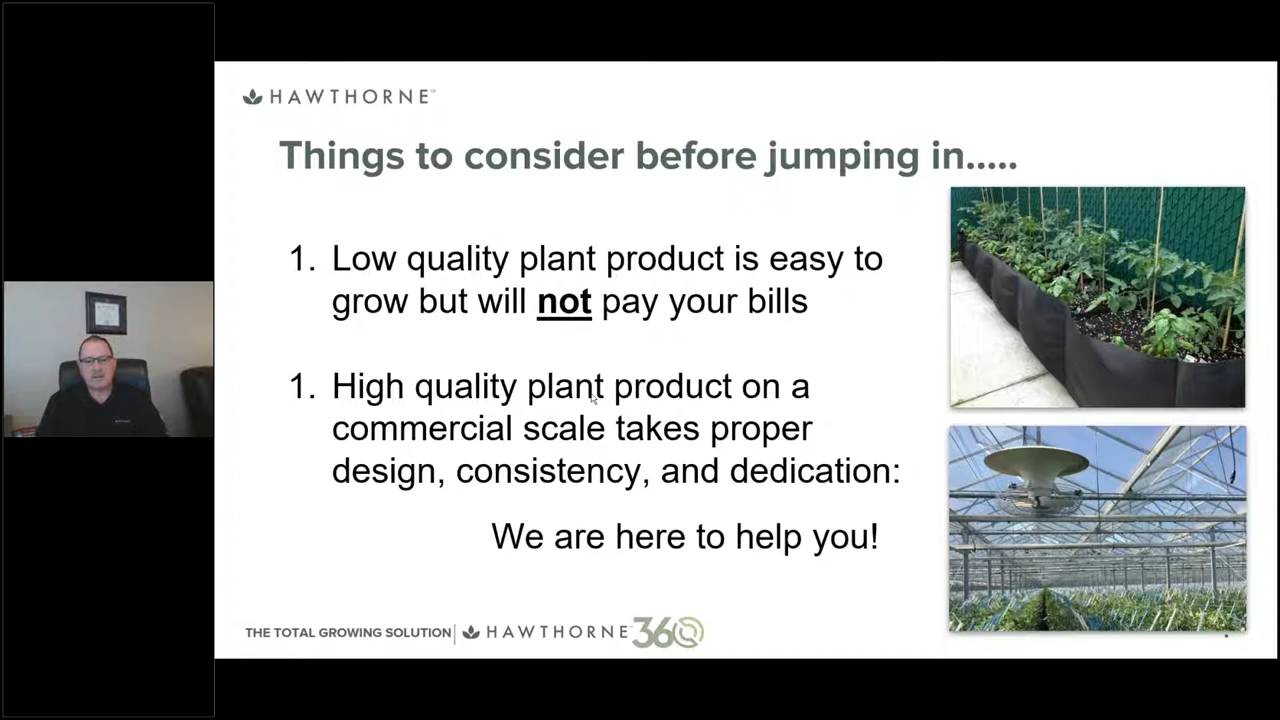 HAWTHORNE™
Things to consider before jumping in.....
1. Low quality plant product is easy to
grow but will not pay your bills
1. High quality plant product on a
commercial scale takes proper
design, consistency, and dedication:
We are here to help you!
THE TOTAL GROWING SOLUTION HAWTHORNE 360